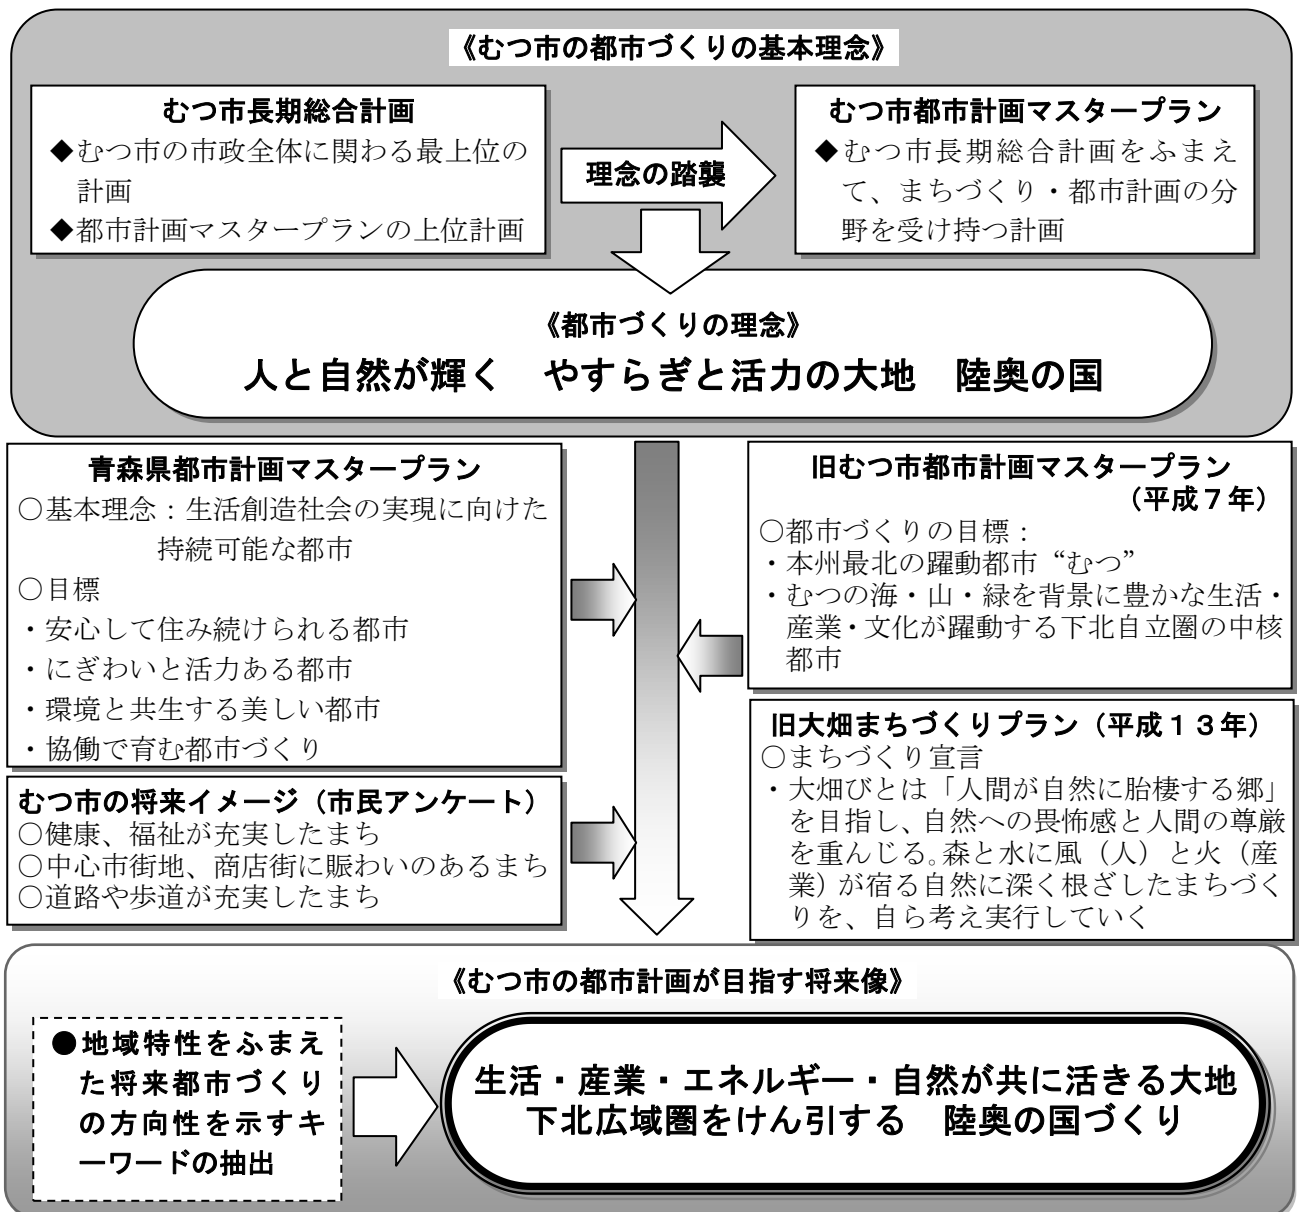 《むつ市の都市づくりの基本理念》
むつ市長期総合計画
◆むつ市の市政全体に関わる最上位の
計画
◆都市計画マスタープランの上位計画
理念の踏襲
むつ市都市計画マスタープラン
◆むつ市長期総合計画をふまえ
て、まちづくり・都市計画の分
野を受け持つ計画
《都市づくりの理念》
人と自然が輝く　やすらぎと活力の大地　陸奥の国
青森県都市計画マスタープラン
○基本理念：生活創造社会の実現に向けた
持続可能な都市
○目標
・安心して住み続けられる都市
・にぎわいと活力ある都市
・環境と共生する美しい都市
・協働で育む都市づくり
旧むつ市都市計画マスタープラン
（平成７年）
○都市づくりの目標：
・本州最北の躍動都市“むつ”
・むつの海・山・緑を背景に豊かな生活・
産業・文化が躍動する下北自立圏の中核
都市
むつ市の将来イメージ（市民アンケート）
○健康、福祉が充実したまち
○中心市街地、商店街に賑わいのあるまち
○道路や歩道が充実したまち
旧大畑まちづくりプラン（平成１３年）
○まちづくり宣言
・大畑びとは「人間が自然に胎棲する郷」
を目指し、自然への畏怖感と人間の尊厳
を重んじる。森と水に風（人）と火（産
業）が宿る自然に深く根ざしたまちづく
りを、自ら考え実行していく
《むつ市の都市計画が目指す将来像》
●地域特性をふまえ
た将来都市づくり
の方向性を示すキ
ーワードの抽出
生活・産業・エネルギー・自然が共に活きる大地
下北広域圏をけん引する　陸奥の国づくり